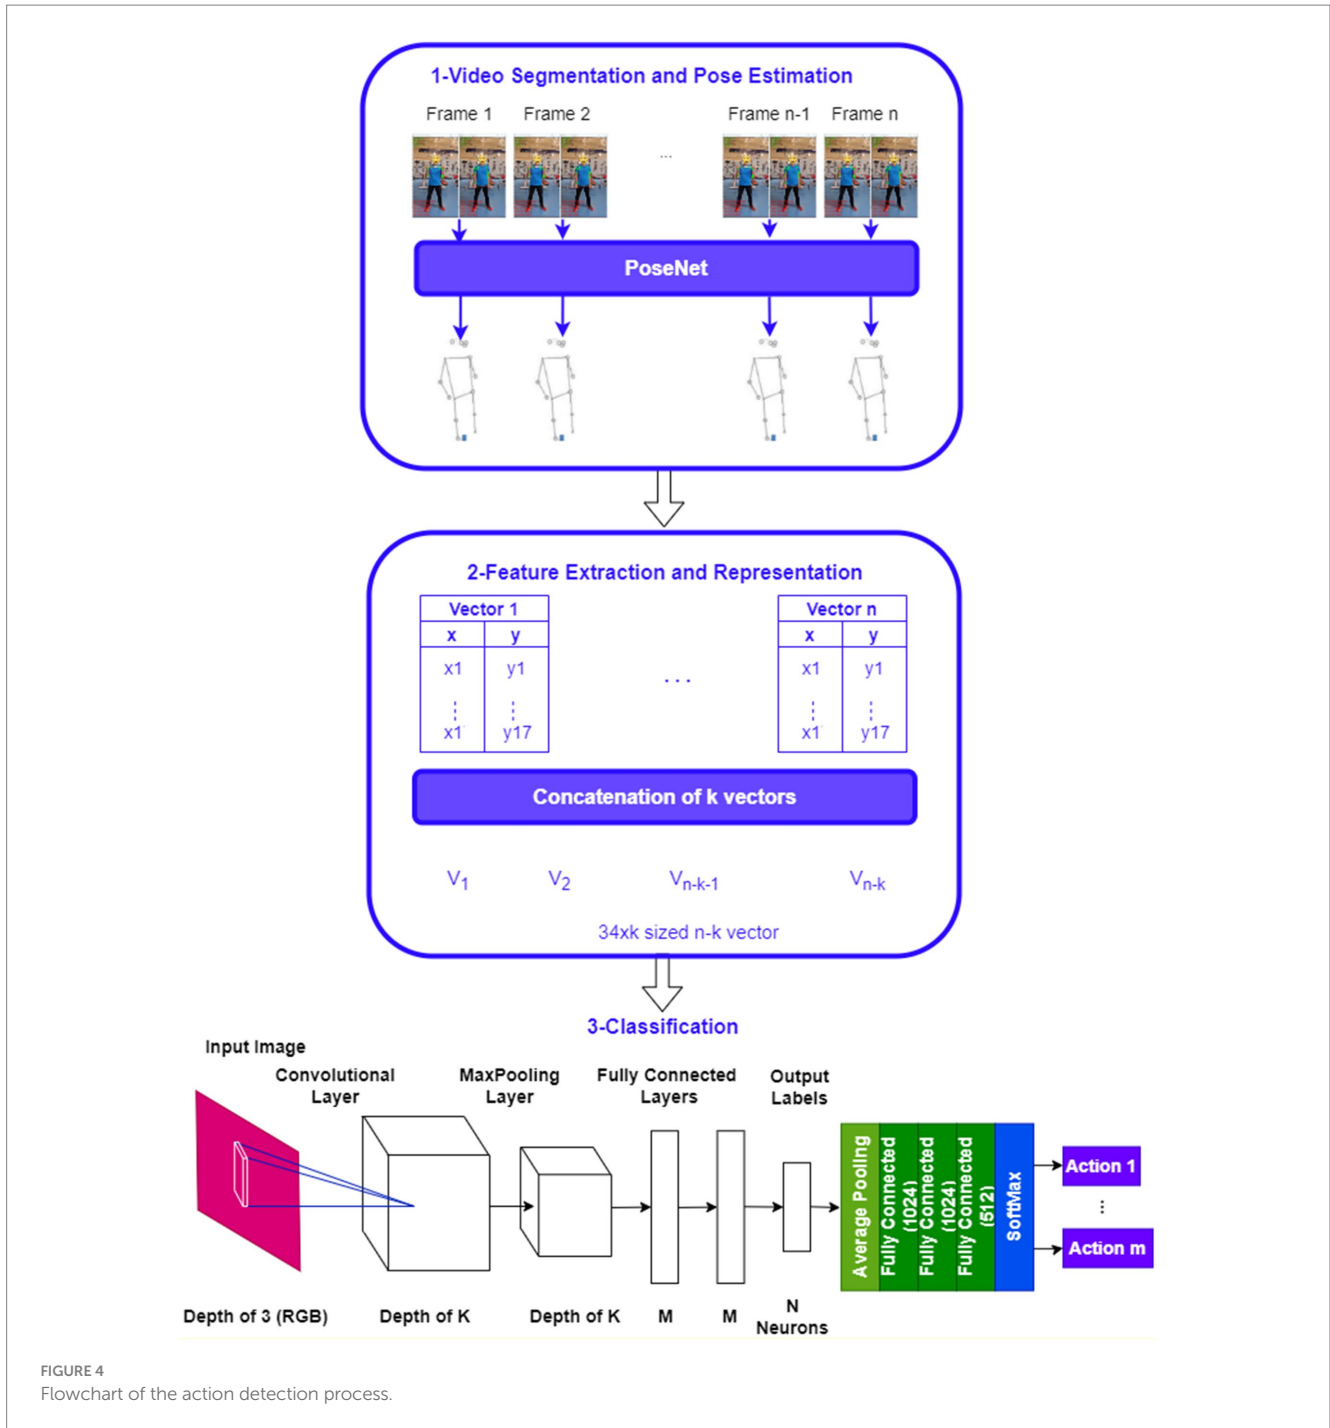 1-Video Segmentation and Pose Estimation
Frame 1 Frame 2 ... Frame n-1 Frame n
PoseNet
2-Feature Extraction and Representation
Vector 1 Vector n
x y x y
x1 y1 ... x1 y1
x1 y17 x1 y17
Concatenation of k vectors
V1 V2 Vn-k-1 Vn-k
34xk sized n-k vector
3-Classification
Input Image
Convolutional
Layer
MaxPooling
Layer
Fully Connected
Layers
Output
Labels
Average Pooling
Fully Connected
(1024)
Fully Connected
(1024)
Fully Connected
(512)
SoftMax
Action 1
...
Action m
Depth of 3 (RGB)
Depth of K
Depth of K
M
M
N
Neurons
FIGURE 4
Flowchart of the action detection process.